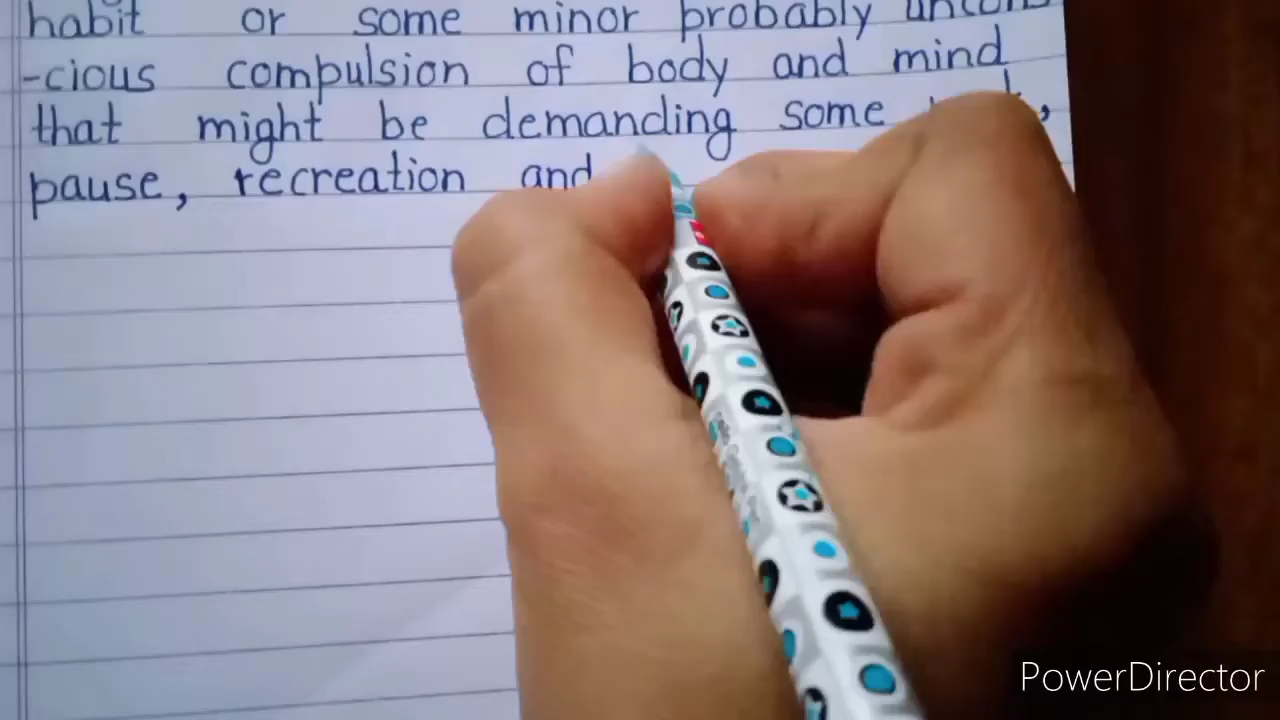 habit or some minor probably uncons
-cious compulsion of body and mind
that might be demanding some ,
pause, recreation and
PowerDirector